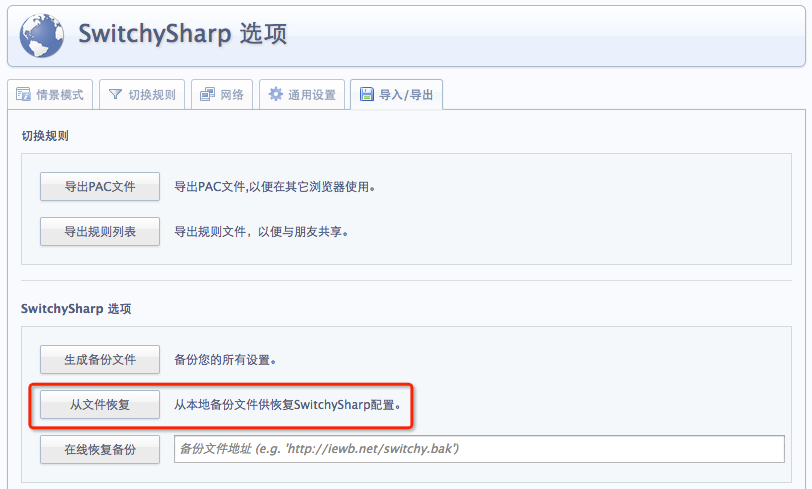 SwitchySharp 选项
情景模式 切换规则 网络 通用设置 导入/导出
切换规则
导出PAC文件 导出PAC文件,以便在其它浏览器使用。
导出规则列表 导出规则文件，以便与朋友共享。
SwitchySharp 选项
生成备份文件 备份您的所有设置。
从文件恢复 从本地备份文件供恢复SwitchySharp配置。
在线恢复备份 备份文件地址 (e.g. 'http://iewb.net/switchy.bak')